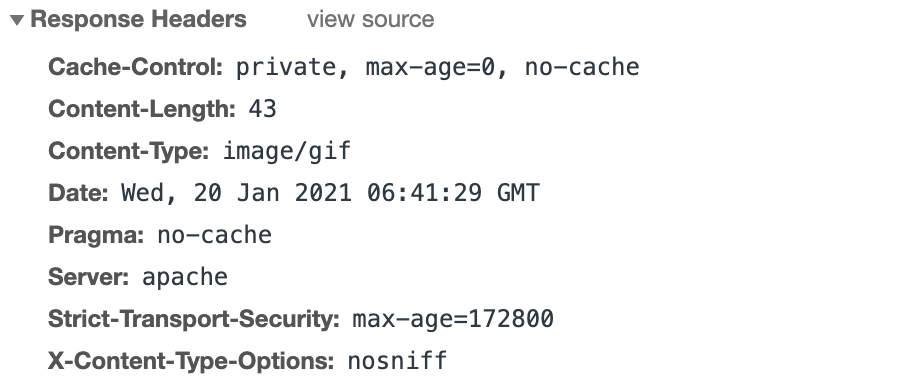 Response Headers view source
Cache-Control: private, max-age=0, no-cache
Content-Length: 43
Content-Type: image/gif
Date: Wed, 20 Jan 2021 06:41:29 GMT
Pragma: no-cache
Server: apache
Strict-Transport-Security: max-age=172800
X-Content-Type-Options: nosniff